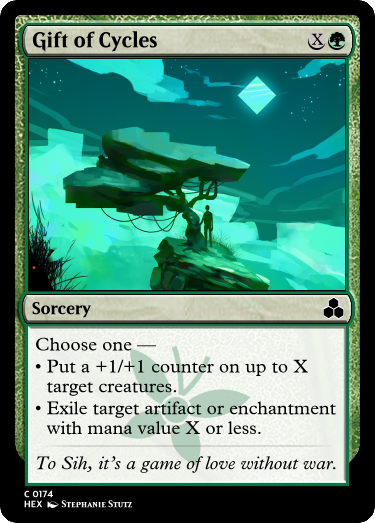 Gift of Cycles X
Sorcery
Choose one —
• Put a +1/+1 counter on up to X
target creatures.
• Exile target artifact or enchantment
with mana value X or less.
To Sih, it's a game of love without war.
C 0174
HEX Stephanie Stutz